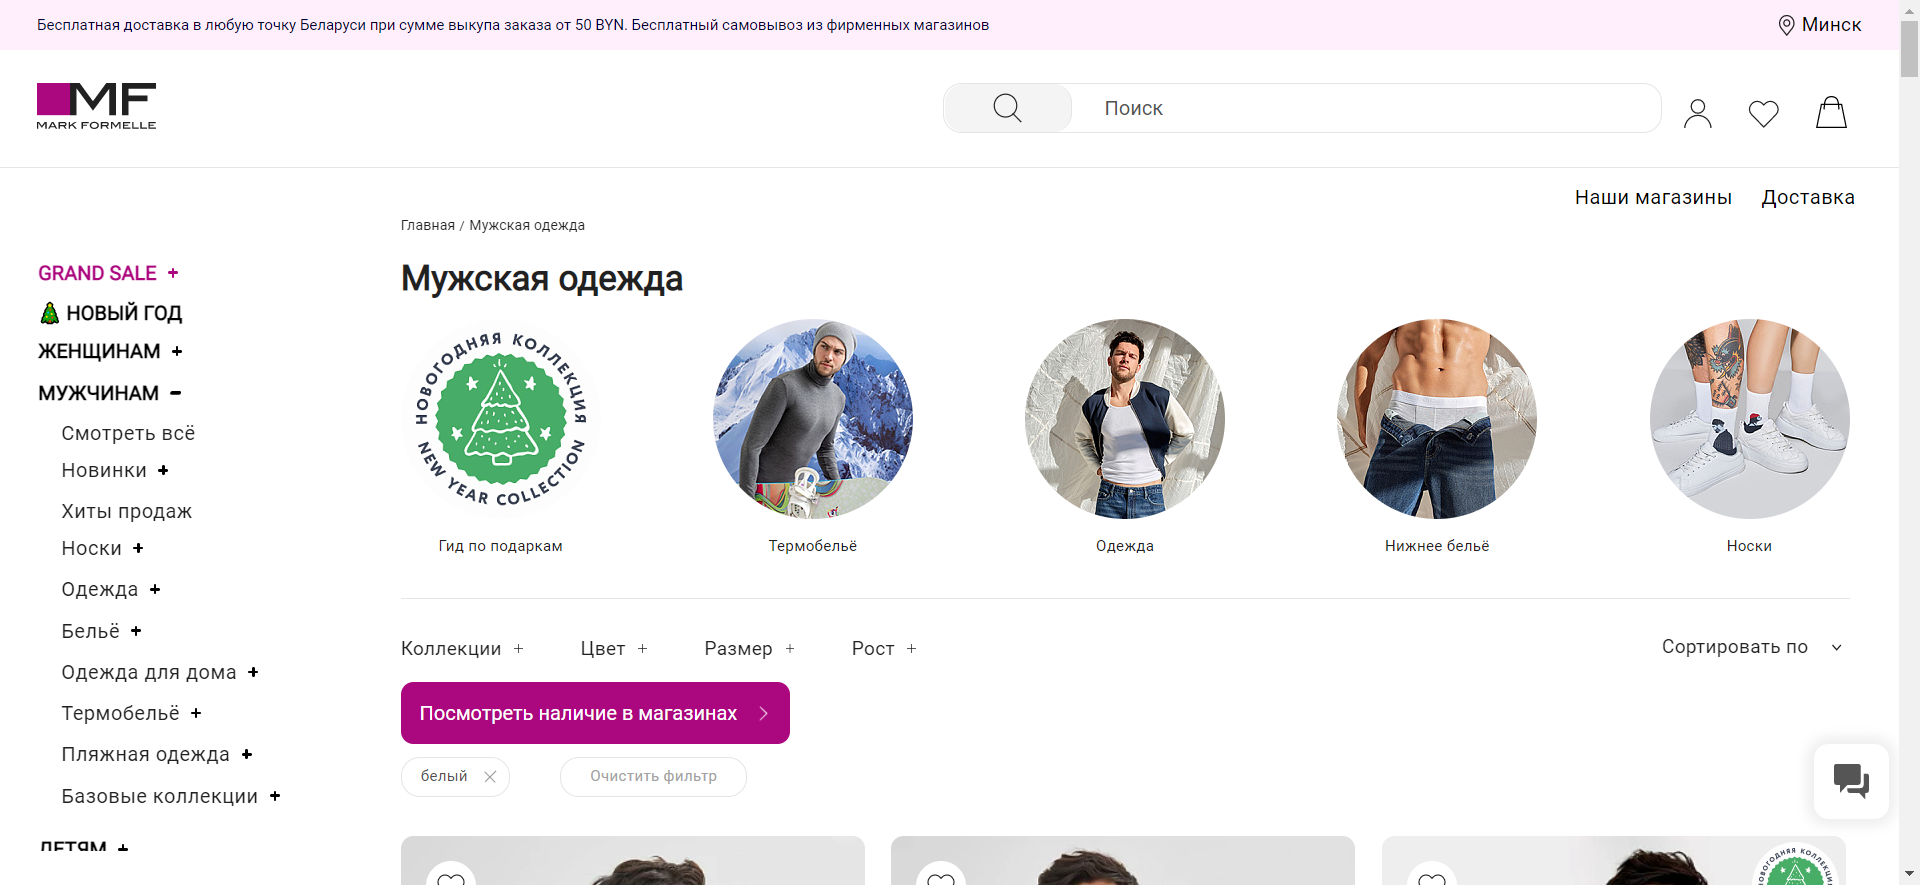 Бесплатная доставка в любую точку Беларуси при сумме выкупа заказа от 50 BYN. Бесплатный самовывоз из фирменных магазинов
Минск
MF
MARK FORMELLE
Поиск
Наши магазины Доставка
Главная / Мужская одежда
Мужская одежда
GRAND SALE +
НОВЫЙ ГОД
ЖЕНЩИНАМ +
МУЖЧИНАМ −
Смотреть всё
Новинки +
Хиты продаж
Носки +
Одежда +
Бельё +
Одежда для дома +
Термобельё +
Пляжная одежда +
Базовые коллекции +
ДЕТЯМ +
НОВОГОДНЯЯ КОЛЛЕКЦИЯ
NEW YEAR COLLECTION
Гид по подаркам
Термобельё
Одежда
Нижнее бельё
Носки
Коллекции + Цвет + Размер + Рост +
Сортировать по
Посмотреть наличие в магазинах
белый
Очистить фильтр
НОВОГОДНЯЯ КОЛЛЕКЦИЯ